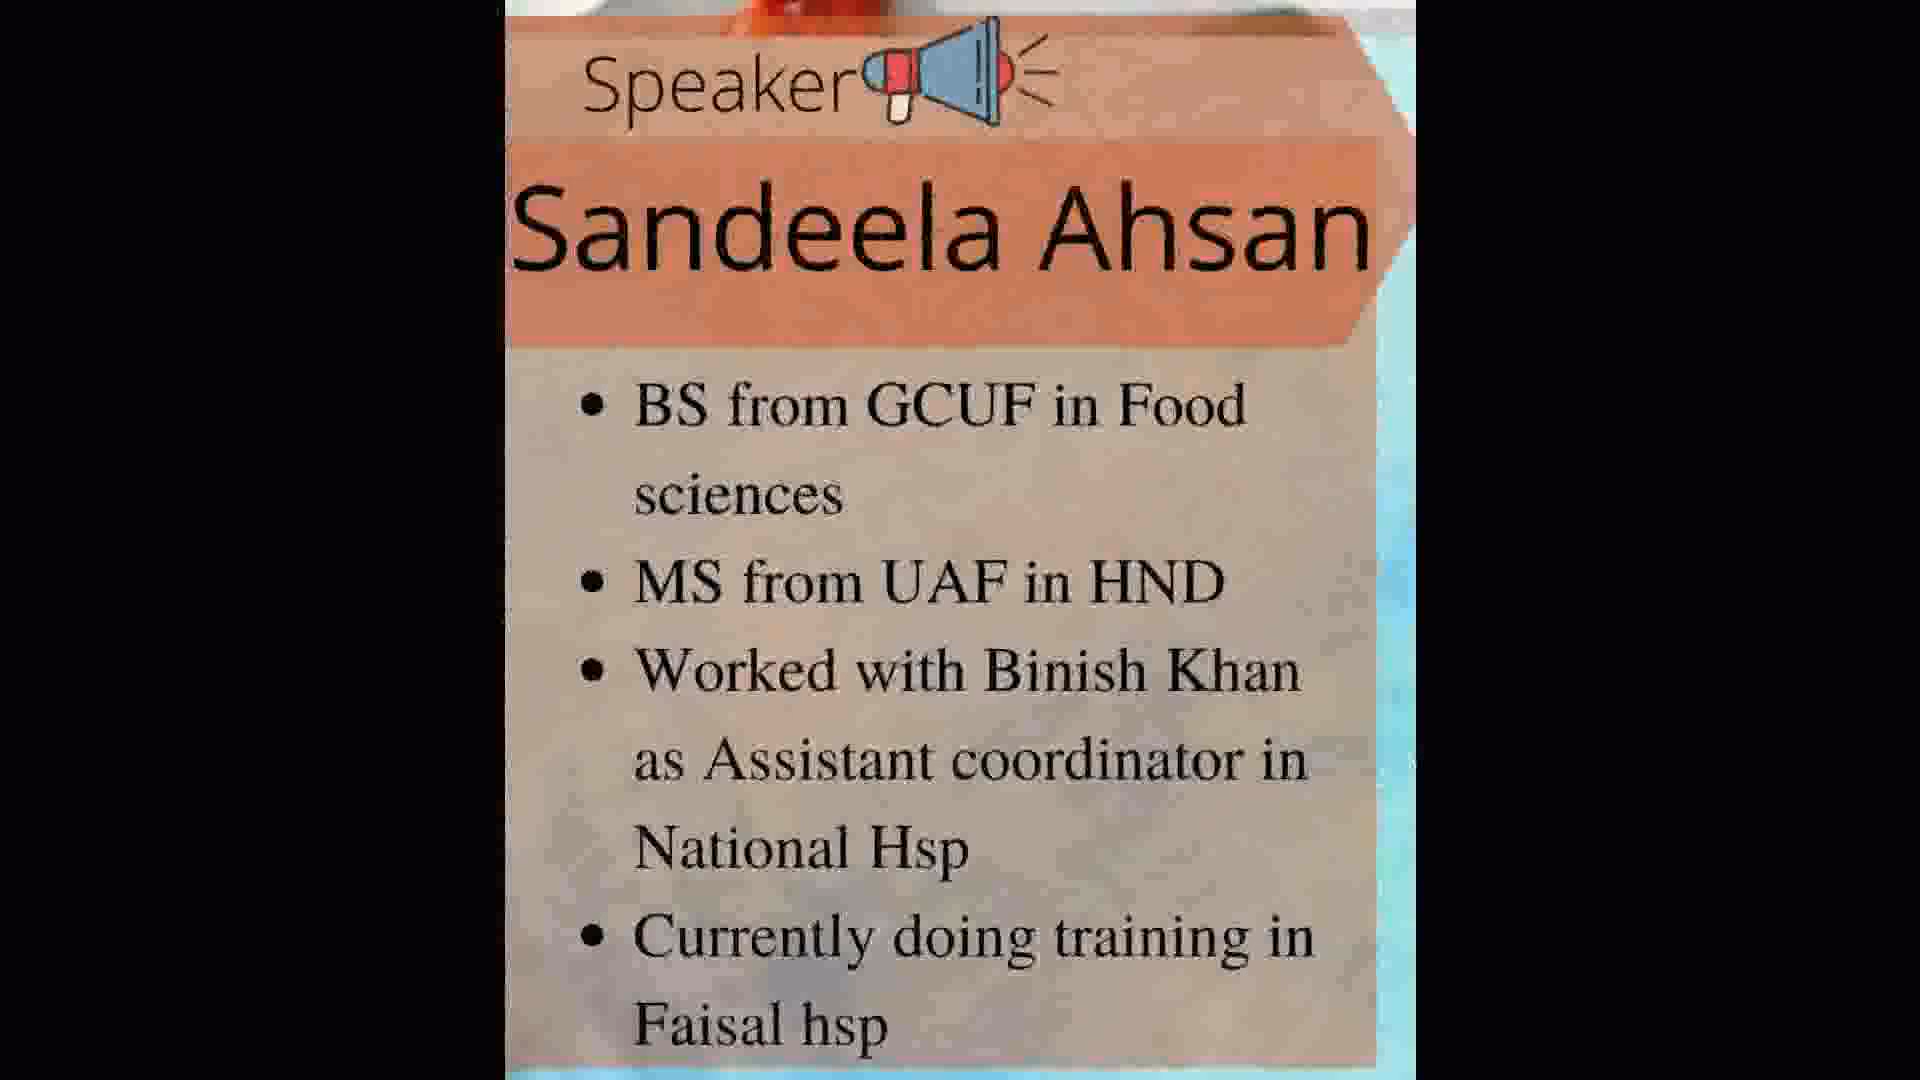 Speaker
Sandeela Ahsan
• BS from GCUF in Food
sciences
• MS from UAF in HND
• Worked with Binish Khan
as Assistant coordinator in
National Hsp
• Currently doing training in
Faisal hsp